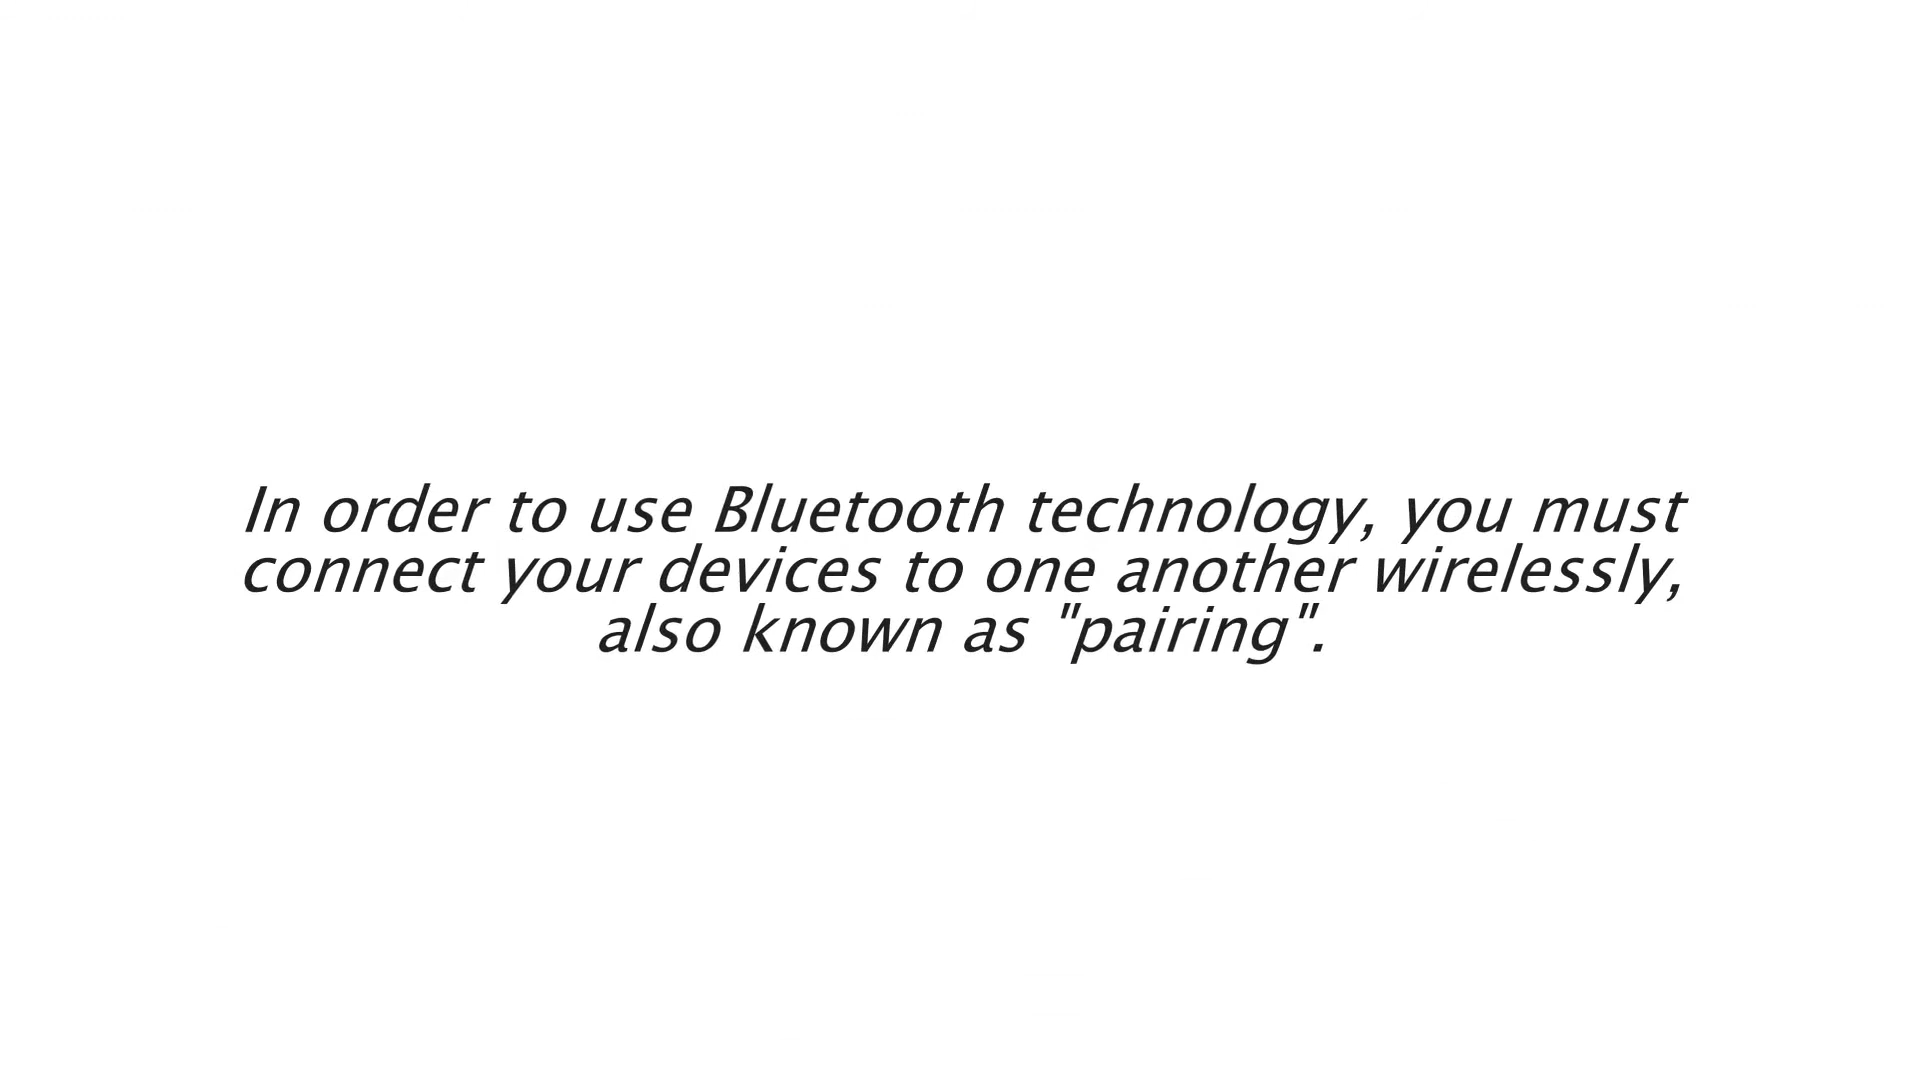 In order to use Bluetooth technology, you must
connect your devices to one another wirelessly,
also known as "pairing".